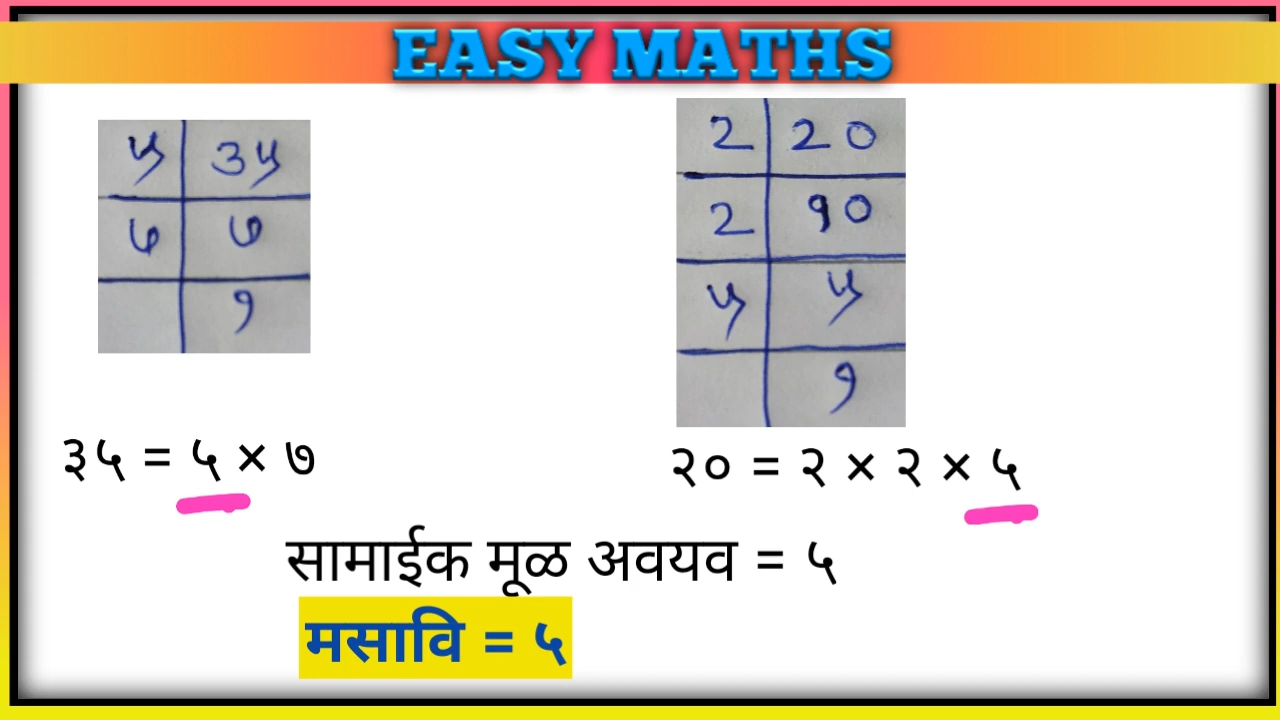 EASY MATHS
५ ३५
७ ७
१
२ २०
२ १०
५ ५
१
३५ = ५ × ७
२० = २ × २ × ५
सामाईक मूळ अवयव = ५
मसावि = ५